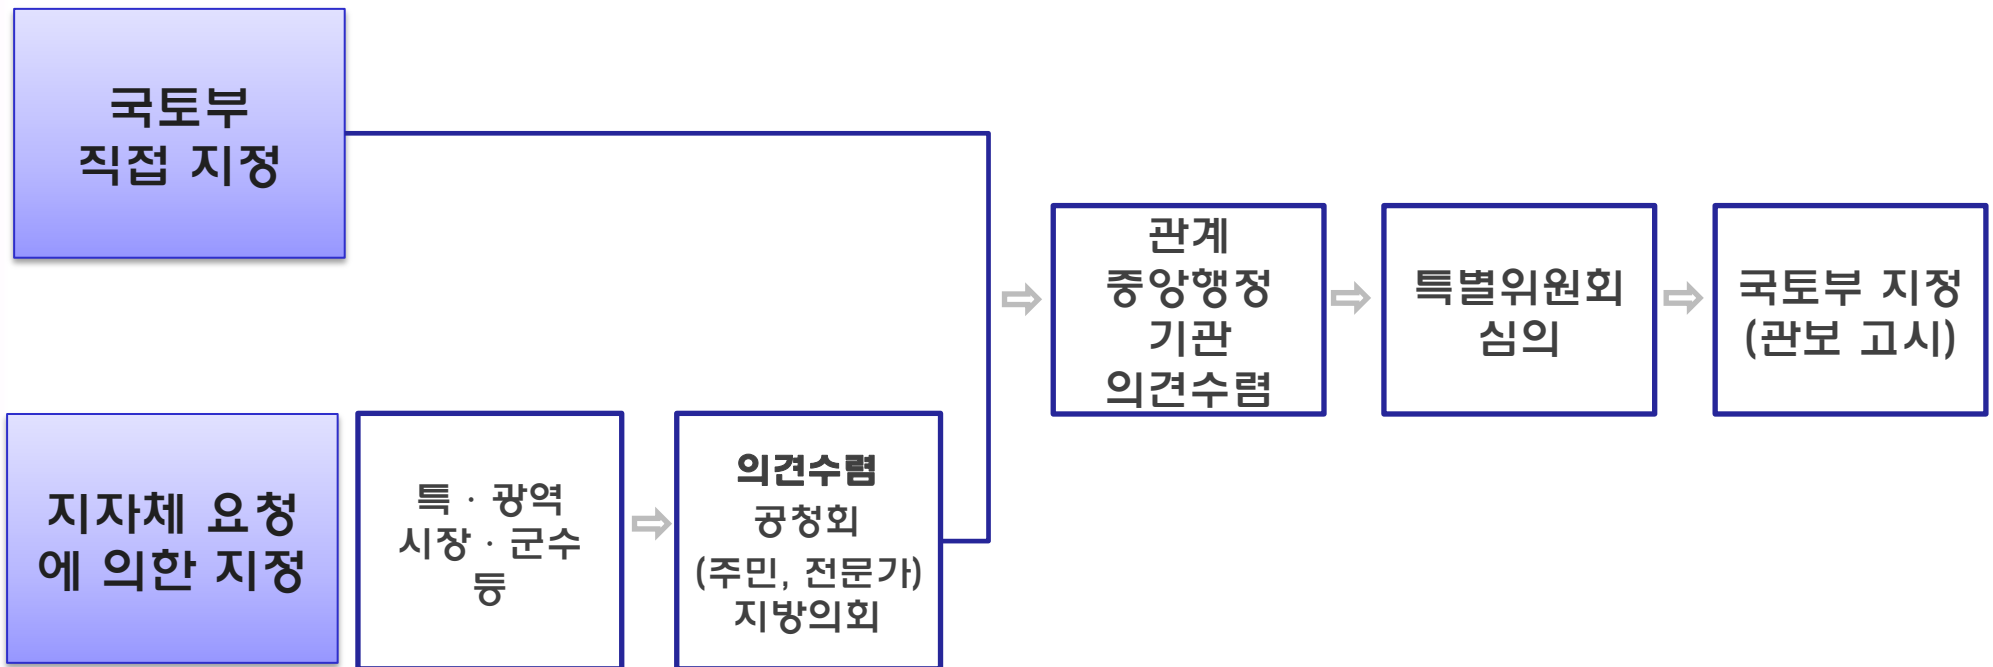 국토부
직접 지정
지자체 요청
에 의한 지정
특 · 광역
시장 · 군수
등
의견수렴
공청회
(주민, 전문가)
지방의회
관계
중앙행정
기관
의견수렴
특별위원회
심의
국토부 지정
(관보 고시)